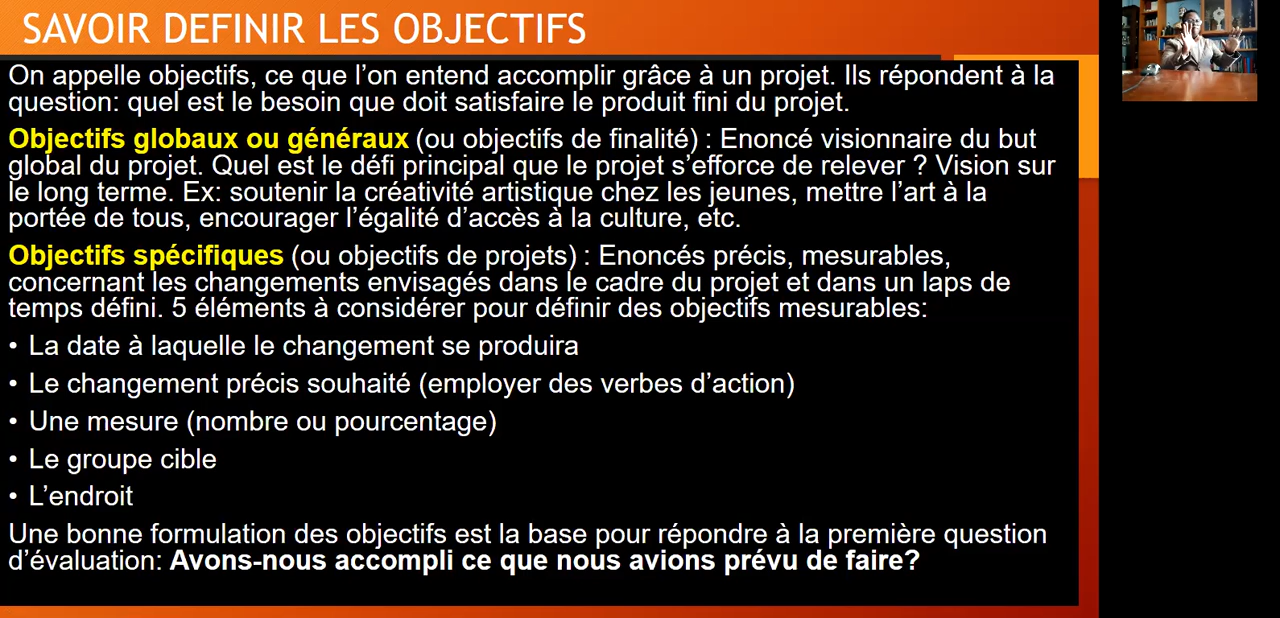 SAVOIR DEFINIR LES OBJECTIFS
On appelle objectifs, ce que l’on entend accomplir grâce à un projet. Ils répondent à la
question: quel est le besoin que doit satisfaire le produit fini du projet.
Objectifs globaux ou généraux (ou objectifs de finalité) : Enoncé visionnaire du but
global du projet. Quel est le défi principal que le projet s’efforce de relever ? Vision sur
le long terme. Ex: soutenir la créativité artistique chez les jeunes, mettre l’art à la
portée de tous, encourager l’égalité d’accès à la culture, etc.
Objectifs spécifiques (ou objectifs de projets) : Enoncés précis, mesurables,
concernant les changements envisagés dans le cadre du projet et dans un laps de
temps défini. 5 éléments à considérer pour définir des objectifs mesurables:
• La date à laquelle le changement se produira
• Le changement précis souhaité (employer des verbes d’action)
• Une mesure (nombre ou pourcentage)
• Le groupe cible
• L’endroit
Une bonne formulation des objectifs est la base pour répondre à la première question
d’évaluation: Avons-nous accompli ce que nous avions prévu de faire?